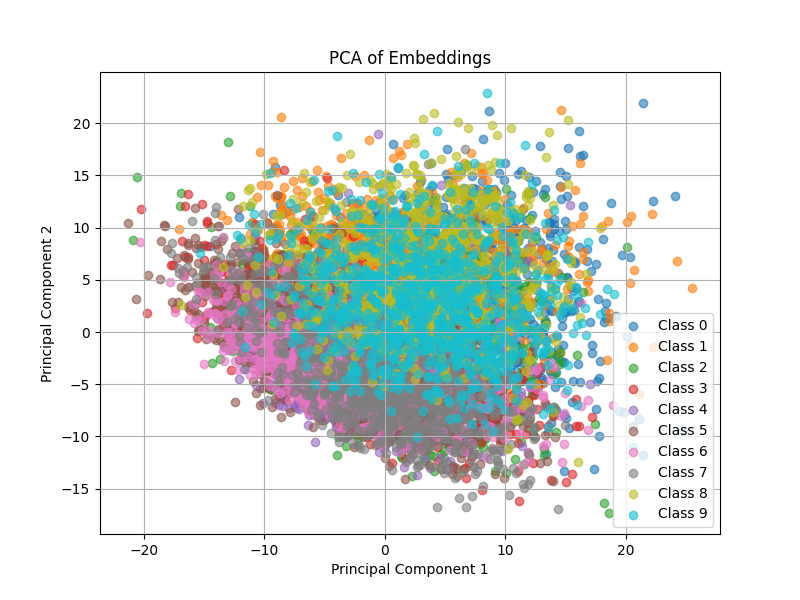 PCA of Embeddings
Principal Component 2
20
15
10
5
0
−5
−10
−15
−20
−10
0
10
20
Principal Component 1
Class 0
Class 1
Class 2
Class 3
Class 4
Class 5
Class 6
Class 7
Class 8
Class 9